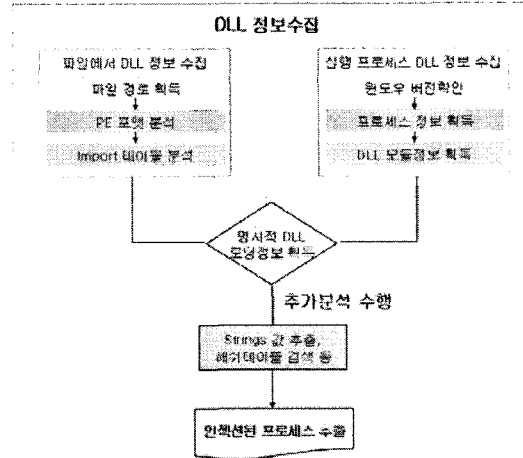 DLL 정보수집
파일에서 DLL 정보 수집
파일 경로 획득
PE 포맷 분석
Import 테이블 분석
실행 프로세스 DLL 정보 수집
윈도우 버전확인
프로세스 정보 획득
DLL 모듈정보 획득
명시적 DLL
로딩정보 획득
추가분석 수행
Strings 값 추출,
해쉬테이블 검색 등
인젝션된 프로세스 추출